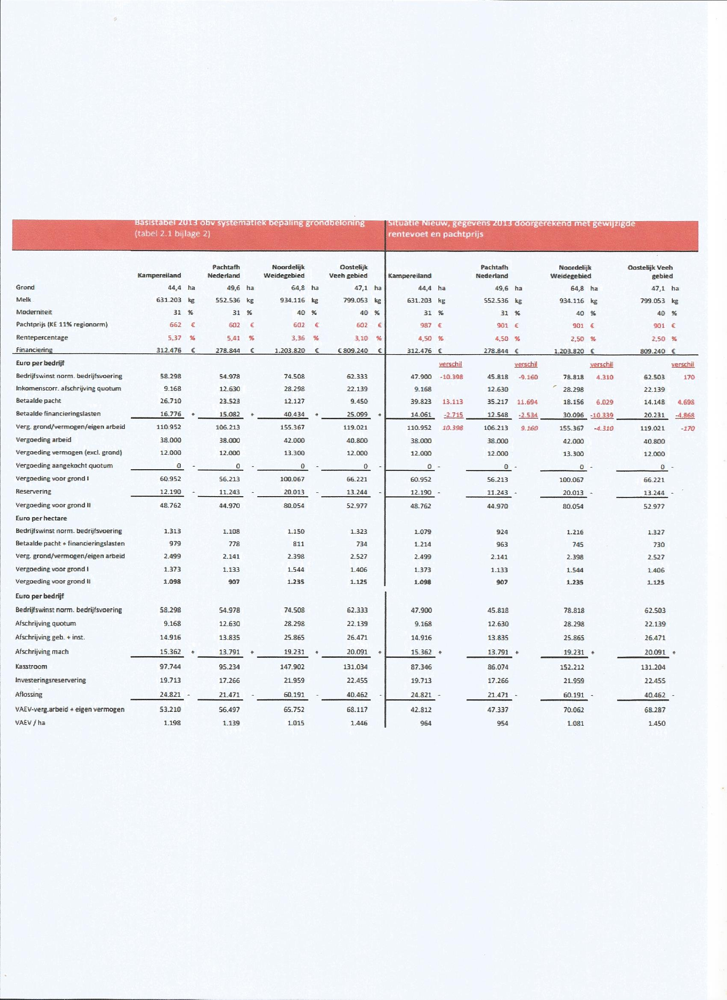 Basistabel 2013 obv systematiek bepaling grondbeloning Situatie Nieuw, gegevens 2013 doorgerekend met gewijzigde
(tabel 2.1 bijlage 2) rentevoet en pachtprijs
Pachtafh Noordelijk Oostelijk Pachtafh Noordelijk Oostelijk Veeh
Kampereiland Nederland Weidegebied Veeh gebied Kampereiland Nederland Weidegebied gebied
Grond 44,4 ha 49,6 ha 64,8 ha 47,1 ha 44,4 ha 49,6 ha 64,8 ha 47,1 ha
Melk 631.203 kg 552.536 kg 934.116 kg 799.053 kg 631.203 kg 552.536 kg 934.116 kg 799.053 kg
Moderniteit 31 % 31 % 40 % 40 % 31 % 31 % 40 % 40 %
Pachtprijs (KE 11% regionorm) 662 € 602 € 602 € 602 € 987 € 901 € 901 € 901 €
Rentepercentage 5,37 % 5,41 % 3,36 % 3,10 % 4,50 % 4,50 % 2,50 % 2,50 %
Financiering 312.476 € 278.844 € 1.203.820 € € 809.240 € 312.476 € 278.844 € 1.203.820 € 809.240 €
Euro per bedrijf verschil verschil verschil verschil
Bedrijfswinst norm. bedrijfsvoering 58.298 54.978 74.508 62.333 47.900 -10.398 45.818 -9.160 78.818 4.310 62.503 170
Inkomenscorr. afschrijving quotum 9.168 12.630 28.298 22.139 9.168 12.630 28.298 22.139
Betaalde pacht 26.710 23.523 12.127 9.450 39.823 13.113 35.217 11.694 18.156 6.029 14.148 4.698
Betaalde financieringslasten 16.776 + 15.082 + 40.434 + 25.099 + 14.061 -2.715 12.548 -2.534 30.096 -10.339 20.231 -4.868
Verg. grond/vermogen/eigen arbeid 110.952 106.213 155.367 119.021 110.952 10.398 106.213 9.160 155.367 -4.310 119.021 -170
Vergoeding arbeid 38.000 38.000 42.000 40.800 38.000 38.000 42.000 40.800
Vergoeding vermogen (excl. grond) 12.000 12.000 13.300 12.000 12.000 12.000 13.300 12.000
Vergoeding aangekocht quotum 0 - 0 - 0 - 0 - 0 - 0 - 0 - 0 -
Vergoeding voor grond I 60.952 56.213 100.067 66.221 60.952 56.213 100.067 66.221
Reservering 12.190 - 11.243 - 20.013 - 13.244 - 12.190 - 11.243 - 20.013 - 13.244 -
Vergoeding voor grond II 48.762 44.970 80.054 52.977 48.762 44.970 80.054 52.977
Euro per hectare
Bedrijfswinst norm. bedrijfsvoering 1.313 1.108 1.150 1.323 1.079 924 1.216 1.327
Betaalde pacht + financieringslasten 979 778 811 734 1.214 963 745 730
Verg. grond/vermogen/eigen arbeid 2.499 2.141 2.398 2.527 2.499 2.141 2.398 2.527
Vergoeding voor grond I 1.373 1.133 1.544 1.406 1.373 1.133 1.544 1.406
Vergoeding voor grond II 1.098 907 1.235 1.125 1.098 907 1.235 1.125
Euro per bedrijf
Bedrijfswinst norm. bedrijfsvoering 58.298 54.978 74.508 62.333 47.900 45.818 78.818 62.503
Afschrijving quotum 9.168 12.630 28.298 22.139 9.168 12.630 28.298 22.139
Afschrijving geb. + inst. 14.916 13.835 25.865 26.471 14.916 13.835 25.865 26.471
Afschrijving mach 15.362 + 13.791 + 19.231 + 20.091 + 15.362 + 13.791 + 19.231 + 20.091 +
Kasstroom 97.744 95.234 147.902 131.034 87.346 86.074 152.212 131.204
Investeringsreservering 19.713 17.266 21.959 22.455 19.713 17.266 21.959 22.455
Aflossing 24.821 - 21.471 - 60.191 - 40.462 - 24.821 - 21.471 - 60.191 - 40.462 -
VAEV-verg.arbeid + eigen vermogen 53.210 56.497 65.752 68.117 42.812 47.337 70.062 68.287
VAEV / ha 1.198 1.139 1.015 1.446 964 954 1.081 1.450